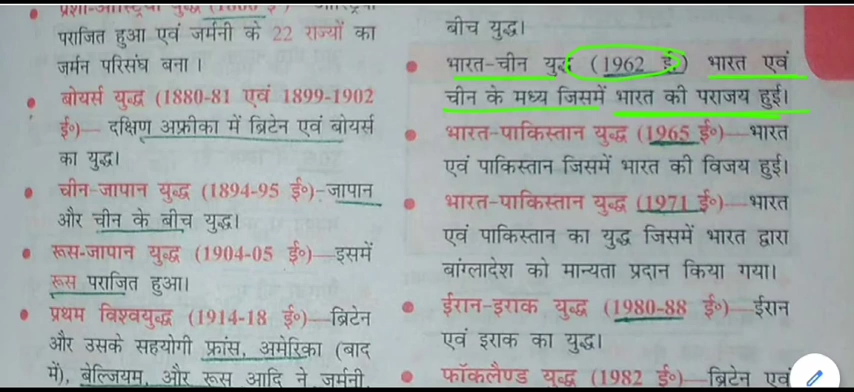 प्रशा-आस्ट्रिया युद्ध (1866 ई०)
पराजित हुआ एवं जर्मनी के 22 राज्यों का
जर्मन परिसंघ बना ।
बोयर्स युद्ध (1880-81 एवं 1899-1902
ई०)— दक्षिण अफ्रीका में ब्रिटेन एवं बोयर्स
का युद्ध।
चीन-जापान युद्ध (1894-95 ई०)-जापान
और चीन के बीच युद्ध।
रूस-जापान युद्ध (1904-05 ई०)—इसमें
रूस पराजित हुआ।
प्रथम विश्वयुद्ध (1914-18 ई०)—ब्रिटेन
और उसके सहयोगी फ्रांस, अमेरिका (बाद
में), बेल्जियम, और रूस आदि ने जर्मनी
बीच युद्ध।
भारत-चीन युद्ध (1962 ई०) भारत एवं
चीन के मध्य जिसमें भारत की पराजय हुई।
भारत-पाकिस्तान युद्ध (1965 ई०)—भारत
एवं पाकिस्तान जिसमें भारत की विजय हुई।
भारत-पाकिस्तान युद्ध (1971 ई०)—भारत
एवं पाकिस्तान का युद्ध जिसमें भारत द्वारा
बांग्लादेश को मान्यता प्रदान किया गया।
ईरान-इराक युद्ध (1980-88 ई०)—ईरान
एवं इराक का युद्ध।
फॉकलैण्ड युद्ध (1982 ई०)—ब्रिटेन एवं